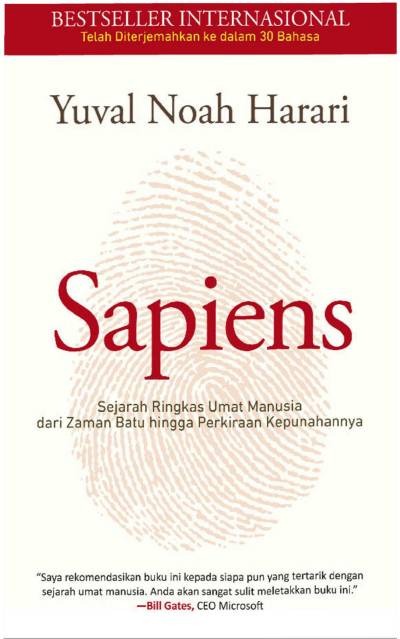 BESTSELLER INTERNASIONAL
Telah Diterjemahkan ke dalam 30 Bahasa
Yuval Noah Harari
Sapiens
Sejarah Ringkas Umat Manusia
dari Zaman Batu hingga Perkiraan Kepunahannya
“Saya rekomendasikan buku ini kepada siapa pun yang tertarik dengan
sejarah umat manusia. Anda akan sangat sulit meletakkan buku ini.”
—Bill Gates, CEO Microsoft